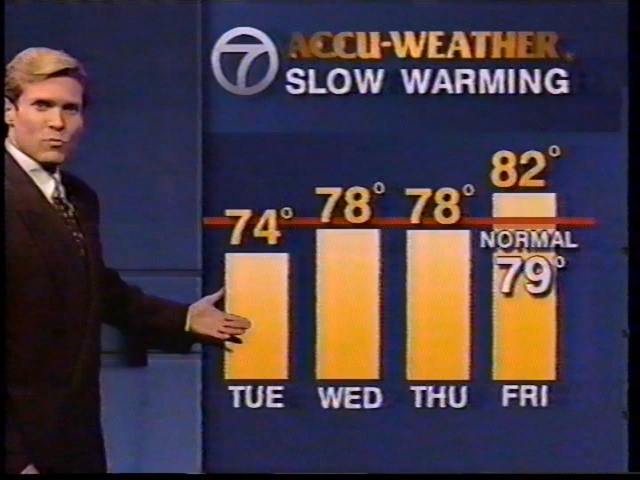 7 ACCU-WEATHER
SLOW WARMING
74° 78° 78° 82°
NORMAL
79°
TUE WED THU FRI